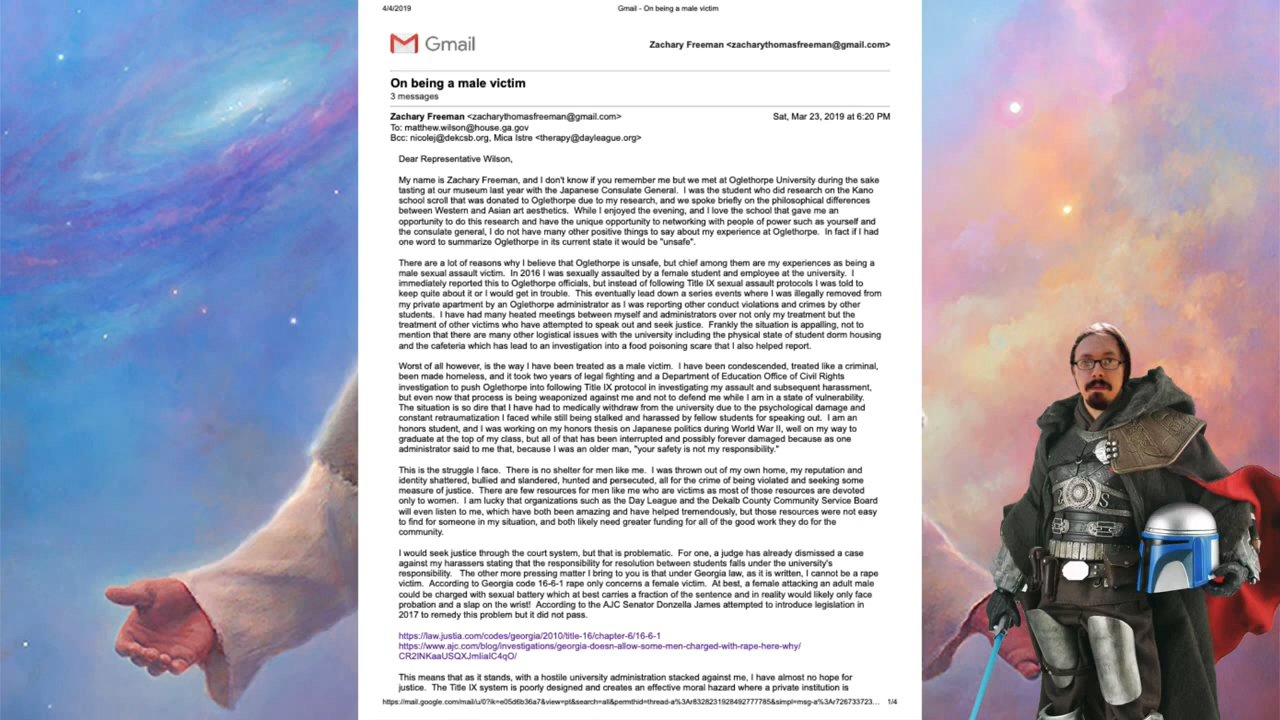 4/4/2019
Gmail - On being a male victim
Gmail
Zachary Freeman <zacharythomasfreeman@gmail.com>
On being a male victim
3 messages
Zachary Freeman <zacharythomasfreeman@gmail.com>
Sat, Mar 23, 2019 at 6:20 PM
To: matthew.wilson@house.ga.gov
Bcc: nicolej@dekcsb.org, Mica Istre <therapy@dayleague.org>
Dear Representative Wilson,
My name is Zachary Freeman, and I don't know if you remember me but we met at Oglethorpe University during the sake
tasting at our museum last year with the Japanese Consulate General. I was the student who did research on the Kano
school scroll that was donated to Oglethorpe due to my research, and we spoke briefly on the philosophical differences
between Western and Asian art aesthetics. While I enjoyed the evening, and I love the school that gave me an
opportunity to do this research and have the unique opportunity to networking with people of power such as yourself and
the consulate general, I do not have many other positive things to say about my experience at Oglethorpe. In fact if I had
one word to summarize Oglethorpe in its current state it would be "unsafe".
There are a lot of reasons why I believe that Oglethorpe is unsafe, but chief among them are my experiences as being a
male sexual assault victim. In 2016 I was sexually assaulted by a female student and employee at the university. I
immediately reported this to Oglethorpe officials, but instead of following Title IX sexual assault protocols I was told to
keep quite about it or I would get in trouble. This eventually lead down a series events where I was illegally removed from
my private apartment by an Oglethorpe administrator as I was reporting other conduct violations and crimes by other
students. I have had many heated meetings between myself and administrators over not only my treatment but the
treatment of other victims who have attempted to speak out and seek justice. Frankly the situation is appalling, not to
mention that there are many other logistical issues with the university including the physical state of student dorm housing
and the cafeteria which has lead to an investigation into a food poisoning scare that I also helped report.
Worst of all however, is the way I have been treated as a male victim. I have been condescended, treated like a criminal,
been made homeless, and it took two years of legal fighting and a Department of Education Office of Civil Rights
investigation to push Oglethorpe into following Title IX protocol in investigating my assault and subsequent harassment,
but even now that process is being weaponized against me and not to defend me while I am in a state of vulnerability.
The situation is so dire that I have had to medically withdraw from the university due to the psychological damage and
constant retraumatization I faced while still being stalked and harassed by fellow students for speaking out. I am an
honors student, and I was working on my honors thesis on Japanese politics during World War II, well on my way to
graduate at the top of my class, but all of that has been interrupted and possibly forever damaged because as one
administrator said to me that, because I was an older man, "your safety is not my responsibility."
This is the struggle I face. There is no shelter for men like me. I was thrown out of my own home, my reputation and
identity shattered, bullied and slandered, hunted and persecuted, all for the crime of being violated and seeking some
measure of justice. There are few resources for men like me who are victims as most of those resources are devoted
only to women. I am lucky that organizations such as the Day League and the Dekalb County Community Service Board
will even listen to me, which have both been amazing and have helped tremendously, but those resources were not easy
to find for someone in my situation, and both likely need greater funding for all of the good work they do for the
community.
I would seek justice through the court system, but that is problematic. For one, a judge has already dismissed a case
against my harassers stating that the responsibility for resolution between students falls under the university's
responsibility. The other more pressing matter I bring to you is that under Georgia law, as it is written, I cannot be a rape
victim. According to Georgia code 16-6-1 rape only concerns a female victim. At best, a female attacking an adult male
could be charged with sexual battery which at best carries a fraction of the sentence and in reality would likely only face
probation and a slap on the wrist! According to the AJC Senator Donzella James attempted to introduce legislation in
2017 to remedy this problem but it did not pass.
https://law.justia.com/codes/georgia/2010/title-16/chapter-6/16-6-1
https://www.ajc.com/blog/investigations/georgia-doesn-allow-some-men-charged-with-rape-here-why/
CR2INKaaUSQXJmIiaIC4qO/
This means that as it stands, with a hostile university administration stacked against me, I have almost no hope for
justice. The Title IX system is poorly designed and creates an effective moral hazard where a private institution is
https://mail.google.com/mail/u/0?ik=e05d6b36a7&view=pt&search=all&permthid=thread-a%3Ar8328231928492777785&simpl=msg-a%3Ar726733723...
1/4